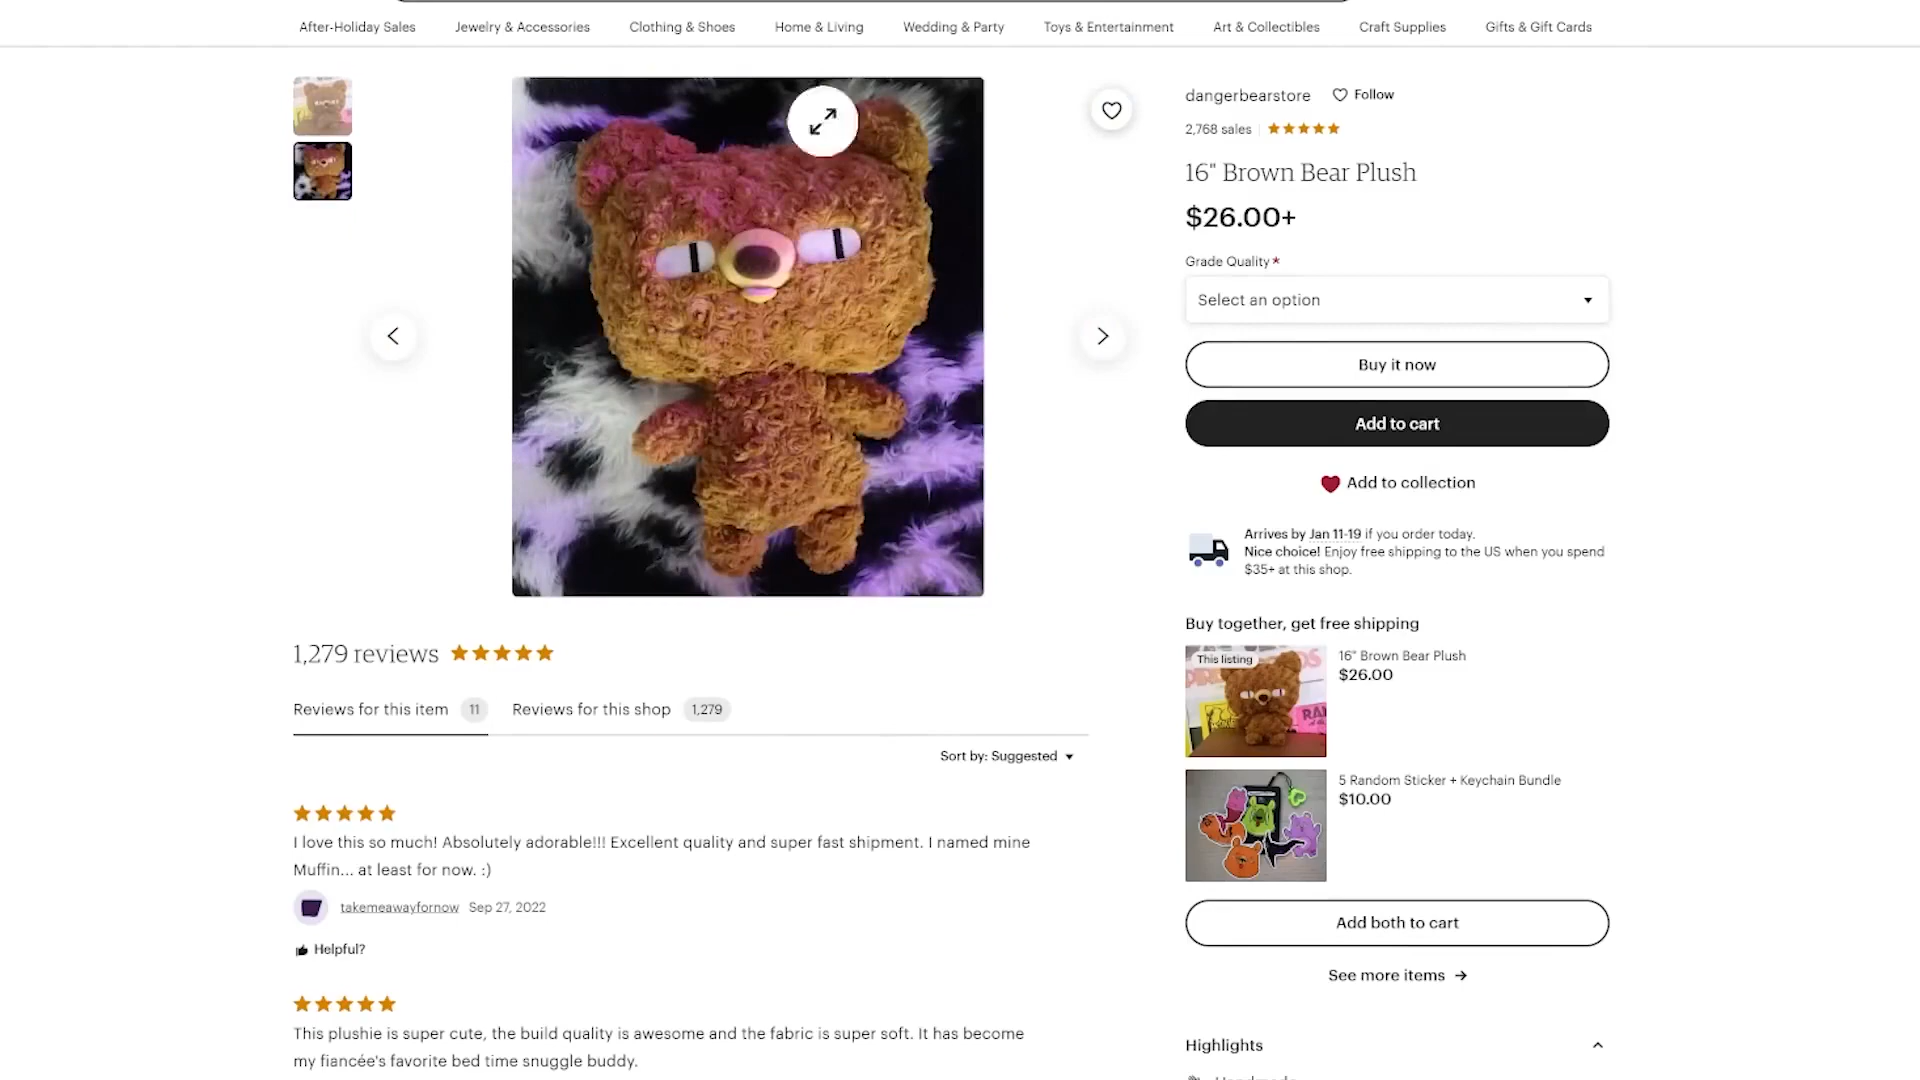 After-Holiday Sales
Jewelry & Accessories
Clothing & Shoes
Home & Living
Wedding & Party
Toys & Entertainment
Art & Collectibles
Craft Supplies
Gifts & Gift Cards
dangerbearstore
Follow
2,768 sales
16" Brown Bear Plush
$26.00+
Grade Quality *
Select an option
Buy it now
Add to cart
Add to collection
Arrives by Jan 11-19 if you order today.
Nice choice! Enjoy free shipping to the US when you spend
$35+ at this shop.
Buy together, get free shipping
This listing
16" Brown Bear Plush
$26.00
5 Random Sticker + Keychain Bundle
$10.00
Add both to cart
See more items
Highlights
1,279 reviews
Reviews for this item 11
Reviews for this shop 1,279
Sort by: Suggested
I love this so much! Absolutely adorable!!! Excellent quality and super fast shipment. I named mine
Muffin... at least for now. :)
takemeawayfornow Sep 27, 2022
Helpful?
This plushie is super cute, the build quality is awesome and the fabric is super soft. It has become
my fiancée's favorite bed time snuggle buddy.